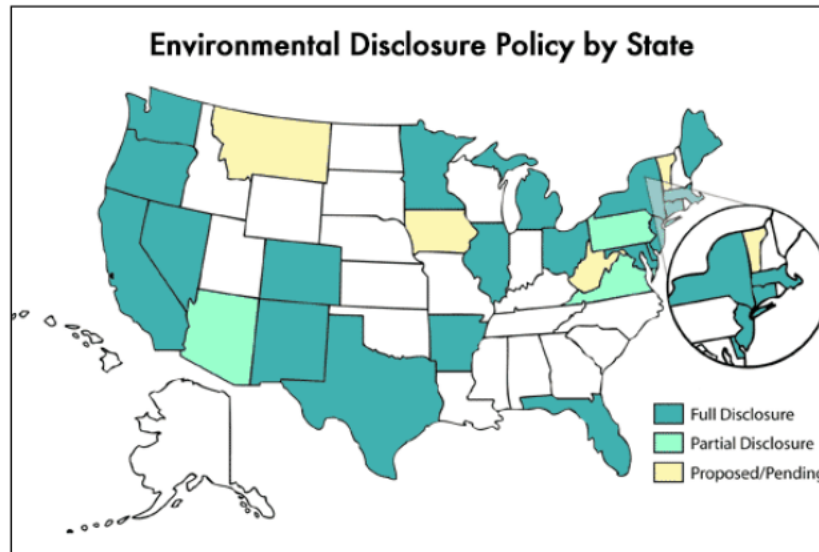 Environmental Disclosure Policy by State
Full Disclosure
Partial Disclosure
Proposed/Pending